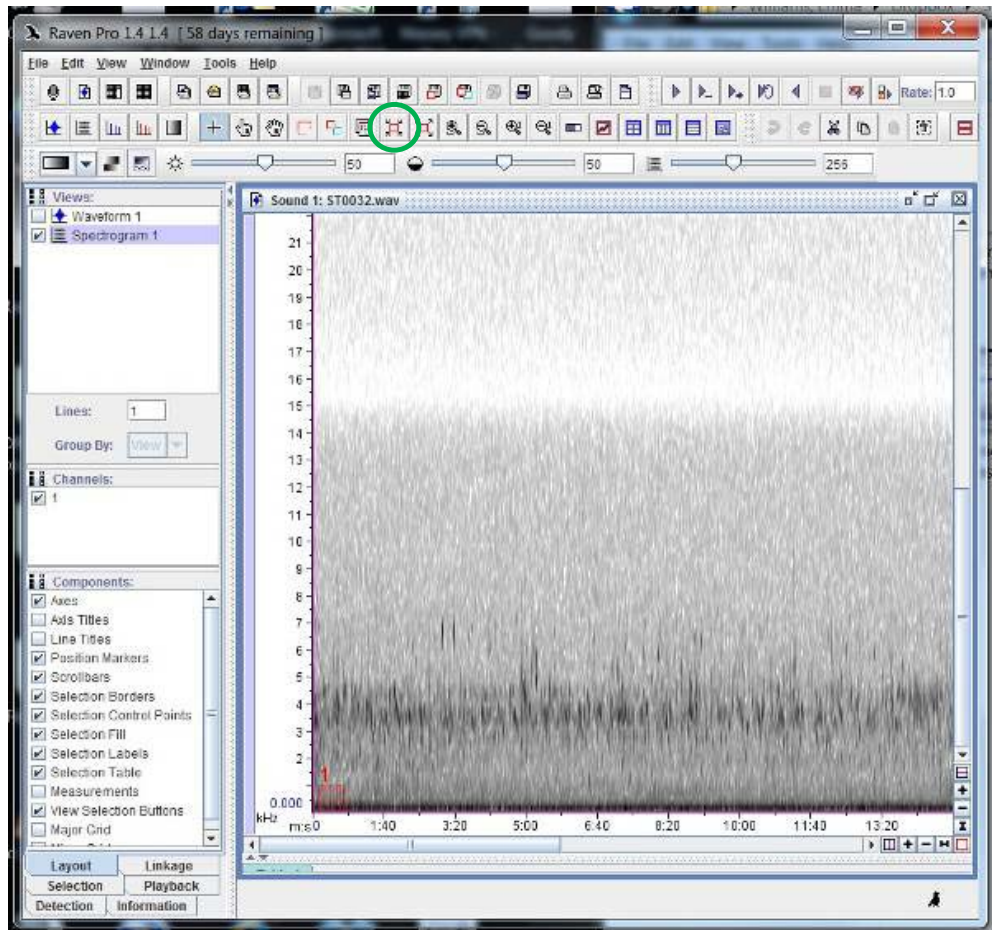 Raven Pro 1.4 1.4 [ 58 days remaining ]
File Edit View Window Tools Help
Rate: 1.0
50 50 256
Views:
Waveform 1
Spectrogram 1
Lines: 1
Group By: View
Channels:
1
Components:
Axes
Axis Titles
Line Titles
Position Markers
Scrollbars
Selection Borders
Selection Control Points
Selection Fill
Selection Labels
Selection Table
Measurements
View Selection Buttons
Major Grid
Layout Linkage
Selection Playback
Detection Information
Sound 1: ST0032.wav
21
20
19
18
17
16
15
14
13
12
11
10
9
8
7
6
5
4
3
2
1
0.000
kHz
m:s 0 1:40 3:20 5:00 6:40 8:20 10:00 11:40 13:20